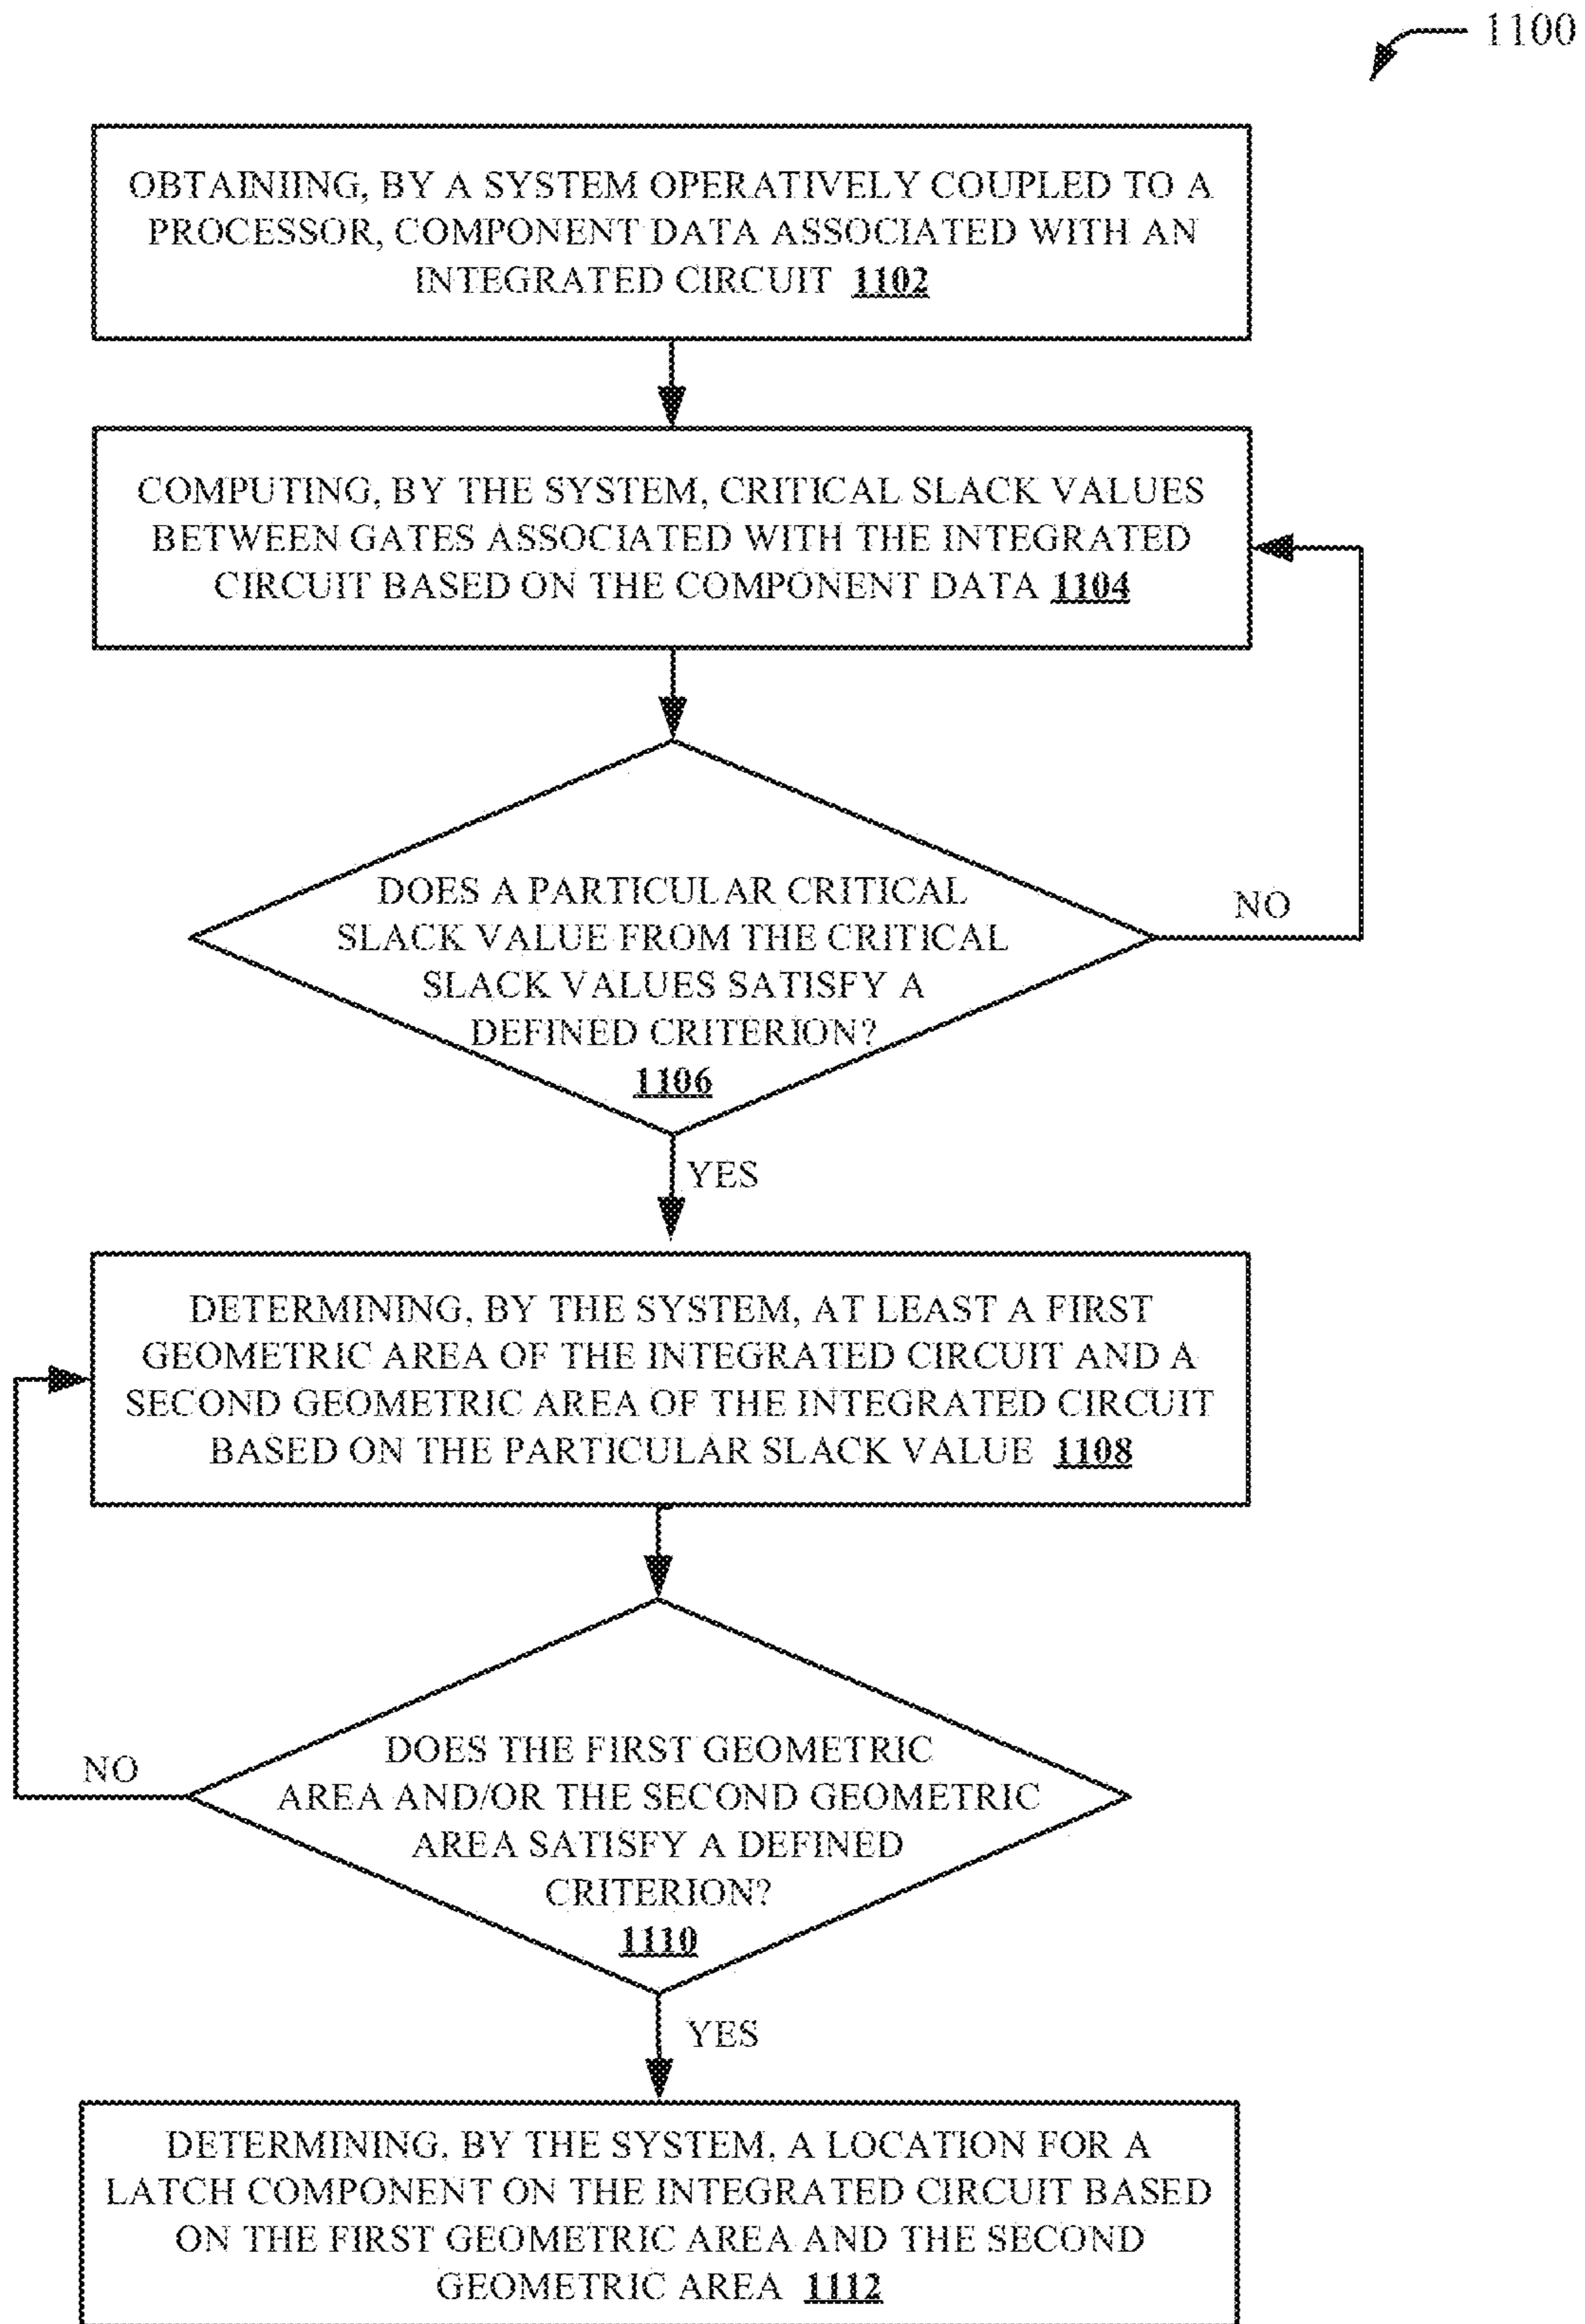 1100
OBTAINIING, BY A SYSTEM OPERATIVELY COUPLED TO A
PROCESSOR, COMPONENT DATA ASSOCIATED WITH AN
INTEGRATED CIRCUIT 1102
COMPUTING, BY THE SYSTEM, CRITICAL SLACK VALUES
BETWEEN GATES ASSOCIATED WITH THE INTEGRATED
CIRCUIT BASED ON THE COMPONENT DATA 1104
DOES A PARTICULAR CRITICAL
SLACK VALUE FROM THE CRITICAL
SLACK VALUES SATISFY A
DEFINED CRITERION?
1106
NO
YES
DETERMINING, BY THE SYSTEM, AT LEAST A FIRST
GEOMETRIC AREA OF THE INTEGRATED CIRCUIT AND A
SECOND GEOMETRIC AREA OF THE INTEGRATED CIRCUIT
BASED ON THE PARTICULAR SLACK VALUE 1108
DOES THE FIRST GEOMETRIC
AREA AND/OR THE SECOND GEOMETRIC
AREA SATISFY A DEFINED
CRITERION?
1110
NO
YES
DETERMINING, BY THE SYSTEM, A LOCATION FOR A
LATCH COMPONENT ON THE INTEGRATED CIRCUIT BASED
ON THE FIRST GEOMETRIC AREA AND THE SECOND
GEOMETRIC AREA 1112